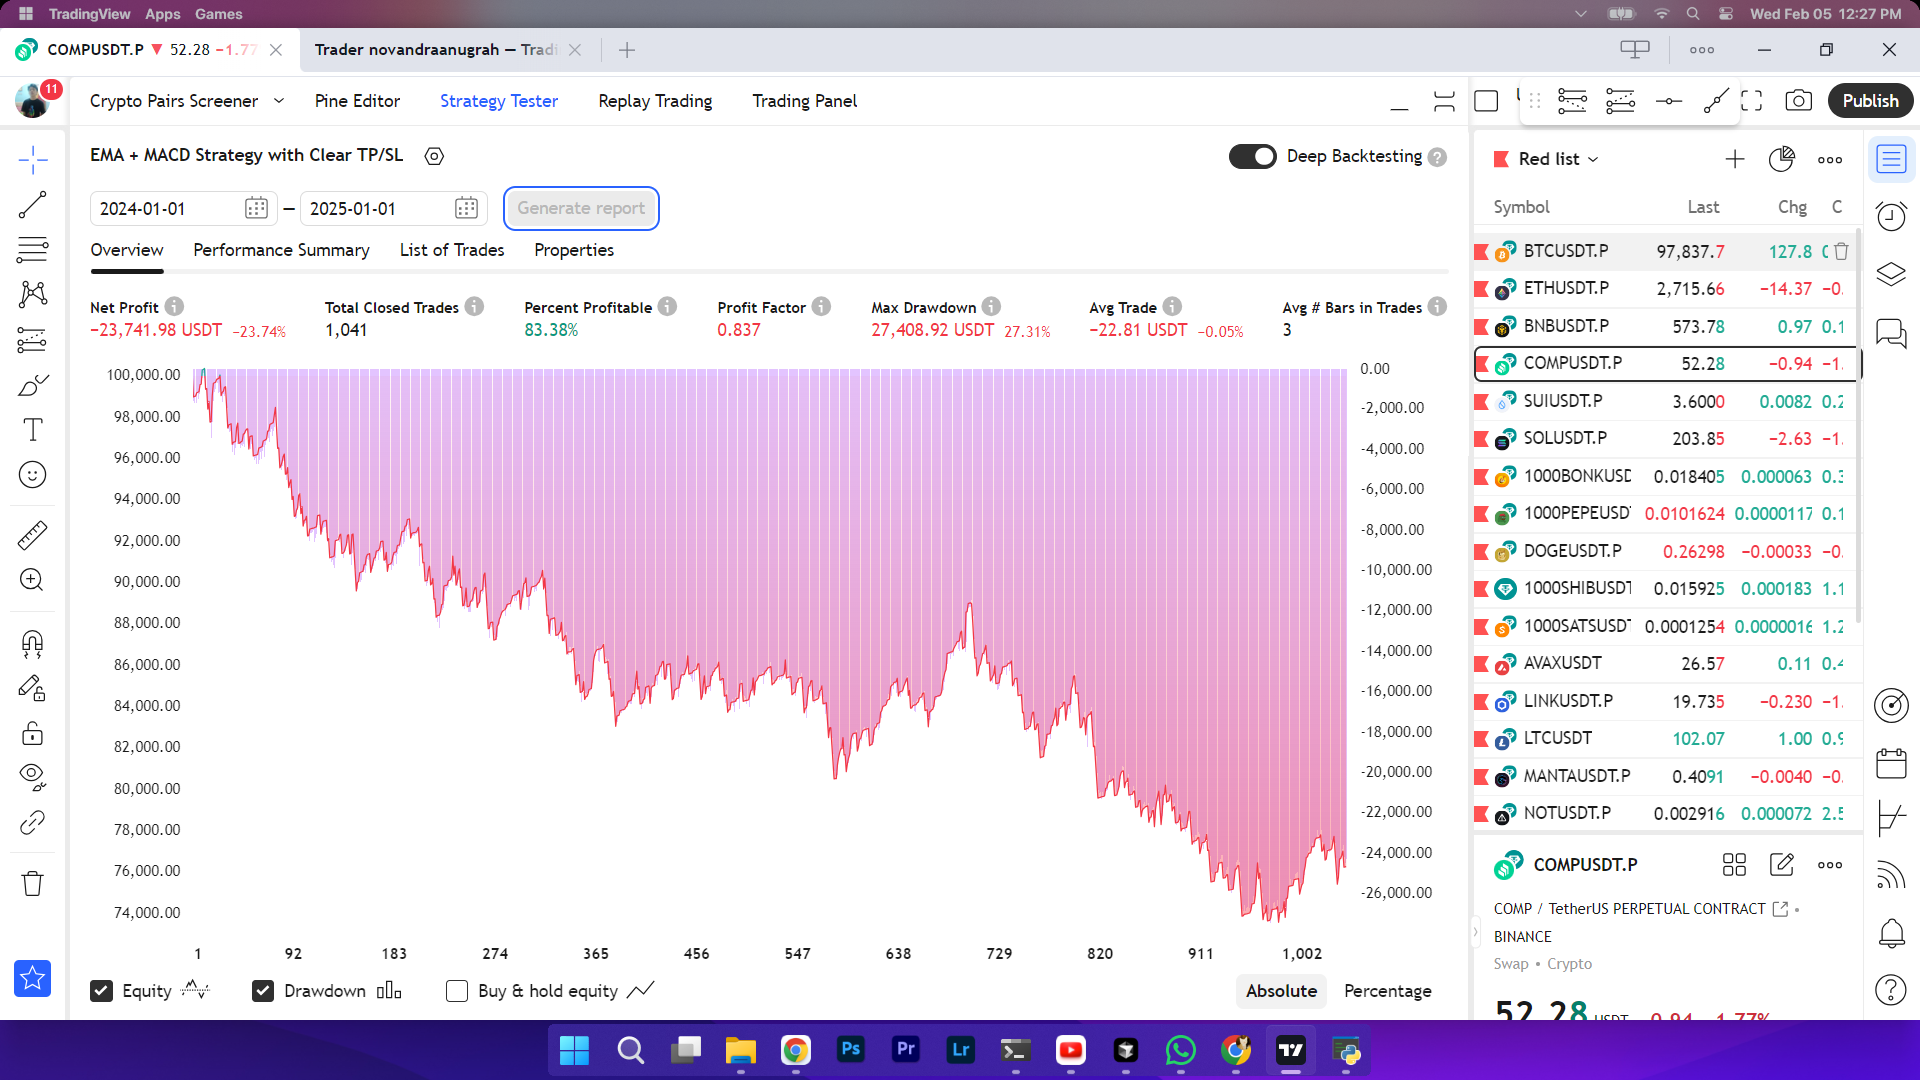 TradingView Apps Games
Wed Feb 05 12:27 PM
COMPUSDT.P ▼ 52.28 −1.77
Trader novandraanugrah — Tradi
11
Crypto Pairs Screener Pine Editor Strategy Tester Replay Trading Trading Panel
Publish
EMA + MACD Strategy with Clear TP/SL
Deep Backtesting ?
2024-01-01 — 2025-01-01 Generate report
Overview Performance Summary List of Trades Properties
Net Profit Total Closed Trades Percent Profitable Profit Factor Max Drawdown Avg Trade Avg # Bars in Trades
−23,741.98 USDT −23.74% 1,041 83.38% 0.837 27,408.92 USDT 27.31% −22.81 USDT −0.05% 3
100,000.00
98,000.00
96,000.00
94,000.00
92,000.00
90,000.00
88,000.00
86,000.00
84,000.00
82,000.00
80,000.00
78,000.00
76,000.00
74,000.00
0.00
-2,000.00
-4,000.00
-6,000.00
-8,000.00
-10,000.00
-12,000.00
-14,000.00
-16,000.00
-18,000.00
-20,000.00
-22,000.00
-24,000.00
-26,000.00
1 92 183 274 365 456 547 638 729 820 911 1,002
Equity Drawdown Buy & hold equity
Absolute Percentage
Red list
Symbol Last Chg C
BTCUSDT.P 97,837.7 127.8
ETHUSDT.P 2,715.66 −14.37 −0.
BNBUSDT.P 573.78 0.97 0.1
COMPUSDT.P 52.28 −0.94 −1.
SUIUSDT.P 3.6000 0.0082 0.2
SOLUSDT.P 203.85 −2.63 −1.
1000BONKUSD 0.018405 0.000063 0.3
1000PEPEUSD 0.0101624 0.0000117 0.1
DOGEUSDT.P 0.26298 −0.00033 −0.
1000SHIBUSDT 0.015925 0.000183 1.1
1000SATSUSDT 0.0001254 0.0000016 1.2
AVAXUSDT 26.57 0.11 0.4
LINKUSDT.P 19.735 −0.230 −1.
LTCUSDT 102.07 1.00 0.9
MANTAUSDT.P 0.4091 −0.0040 −0.
NOTUSDT.P 0.002916 0.000072 2.5
COMPUSDT.P
COMP / TetherUS PERPETUAL CONTRACT •
BINANCE
Swap • Crypto
52.28 USDT −0.94 −1.77%
Ps Pr Lr